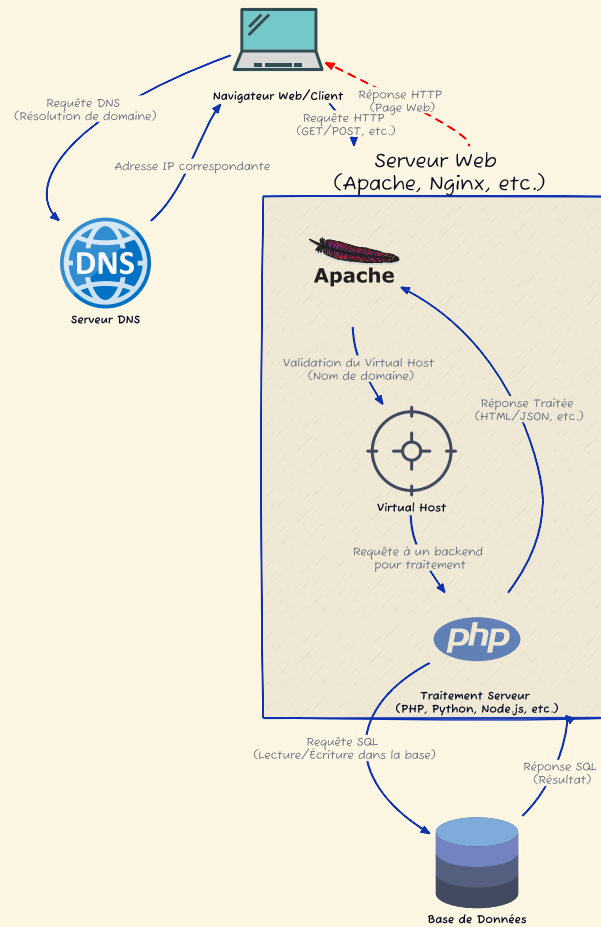 Navigateur Web/Client
Réponse HTTP
(Page Web)
Requête DNS
(Résolution de domaine)
Requête HTTP
(GET/POST, etc.)
Adresse IP correspondante
Serveur Web
(Apache, Nginx, etc.)
DNS
Serveur DNS
Apache
Validation du Virtual Host
(Nom de domaine)
Réponse Traitée
(HTML/JSON, etc.)
Virtual Host
Requête à un backend
pour traitement
php
Traitement Serveur
(PHP, Python, Node.js, etc.)
Requête SQL
(Lecture/Écriture dans la base)
Réponse SQL
(Résultat)
Base de Données